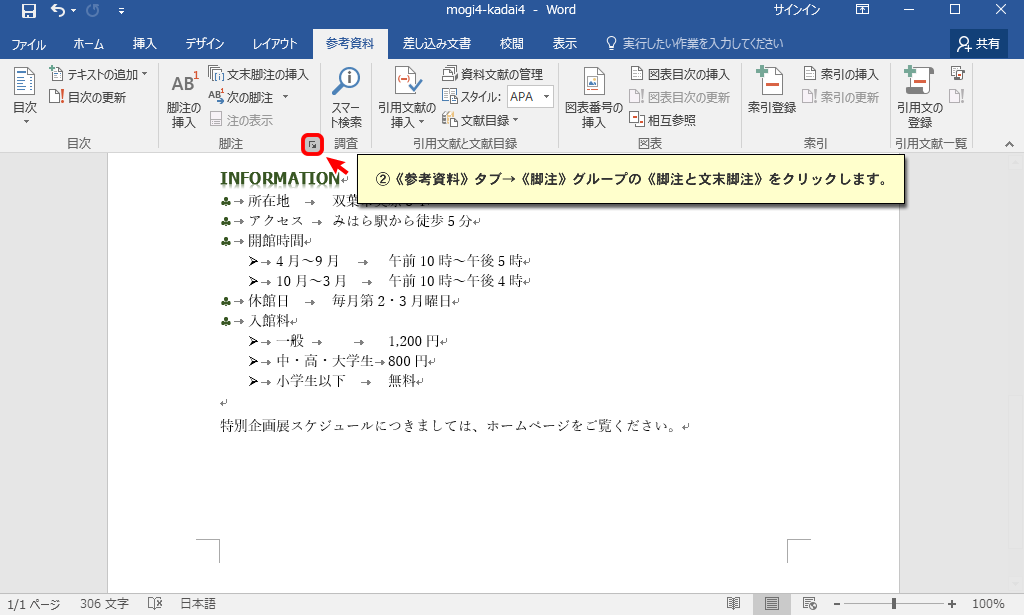 mogi4-kadai4 - Word
サインイン
ファイル ホーム 挿入 デザイン レイアウト 参考資料 差し込み文書 校閲 表示 実行したい作業を入力してください 共有
目次
テキストの追加
目次の更新
目次
AB1
脚注の
挿入
文末脚注の挿入
次の脚注
注の表示
脚注
スマー
ト検索
調査
引用文献の
挿入
資料文献の管理
スタイル: APA
文献目録
引用文献と文献目録
図表番号の
挿入
図表目次の挿入
図表目次の更新
相互参照
図表
索引登録
索引の挿入
索引の更新
索引
引用文の
登録
引用文献一覧
②《参考資料》タブ→《脚注》グループの《脚注と文末脚注》をクリックします。
INFORMATION
♣→所在地 → 双葉
♣→アクセス → みはら駅から徒歩 5 分
♣→開館時間
➢→4 月～9 月 → 午前 10 時～午後 5 時
➢→10 月～3 月 → 午前 10 時～午後 4 時
♣→休館日 → 毎月第 2・3 月曜日
♣→入館料
➢→一般 → → 1,200 円
➢→中・高・大学生→800 円
➢→小学生以下 → 無料
特別企画展スケジュールにつきましては、ホームページをご覧ください。
1/1 ページ 306 文字 日本語 100%